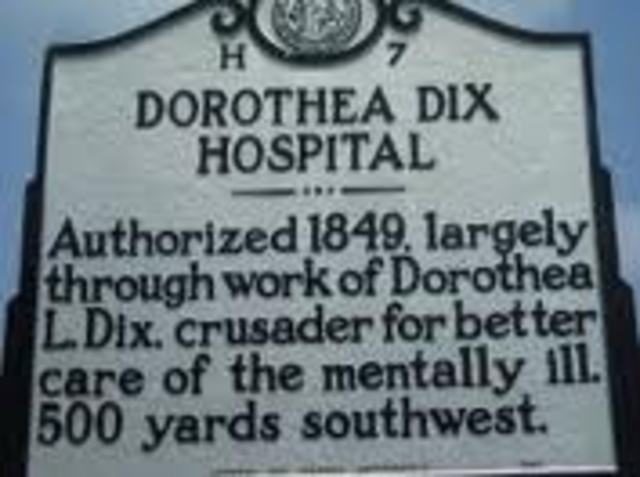 H 7
DOROTHEA DIX
HOSPITAL
Authorized 1849, largely
through work of Dorothea
L. Dix, crusader for better
care of the mentally ill.
500 yards southwest.